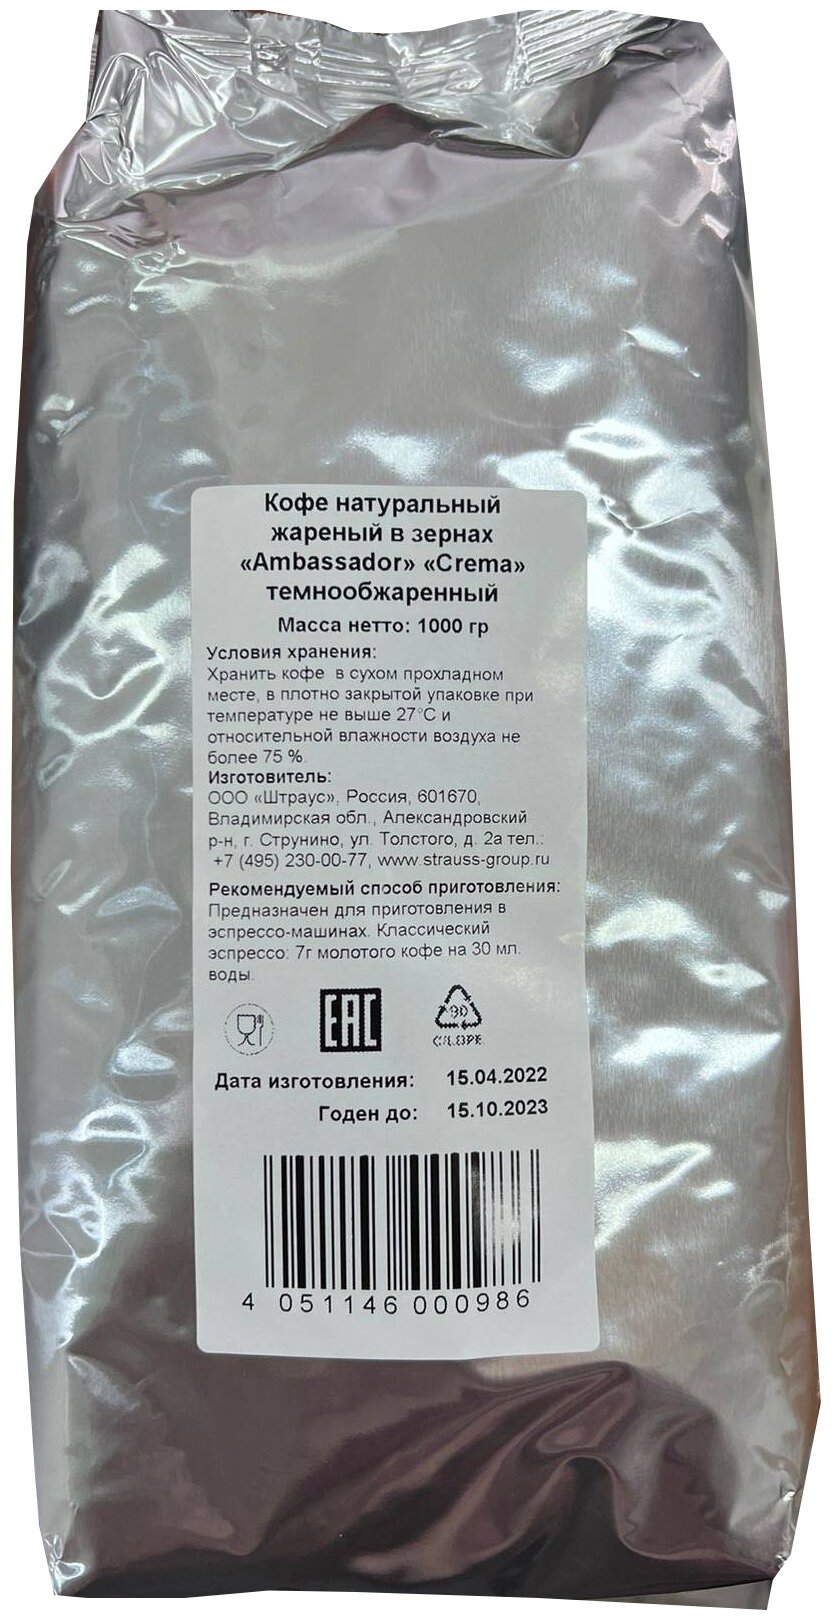 Кофе натуральный
жареный в зернах
«Ambassador» «Crema»
темнообжаренный
Масса нетто: 1000 гр
Условия хранения:
Хранить кофе в сухом прохладном
месте, в плотно закрытой упаковке при
температуре не выше 27°С и
относительной влажности воздуха не
более 75 %.
Изготовитель:
ООО «Штраус», Россия, 601670,
Владимирская обл., Александровский
р-н, г. Струнино, ул. Толстого, д. 2а тел.:
+7 (495) 230-00-77, www.strauss-group.ru
Рекомендуемый способ приготовления:
Предназначен для приготовления в
эспрессо-машинах. Классический
эспрессо: 7г молотого кофе на 30 мл.
воды.
EAC
90
Дата изготовления: 15.04.2022
Годен до: 15.10.2023
4 051146 000986